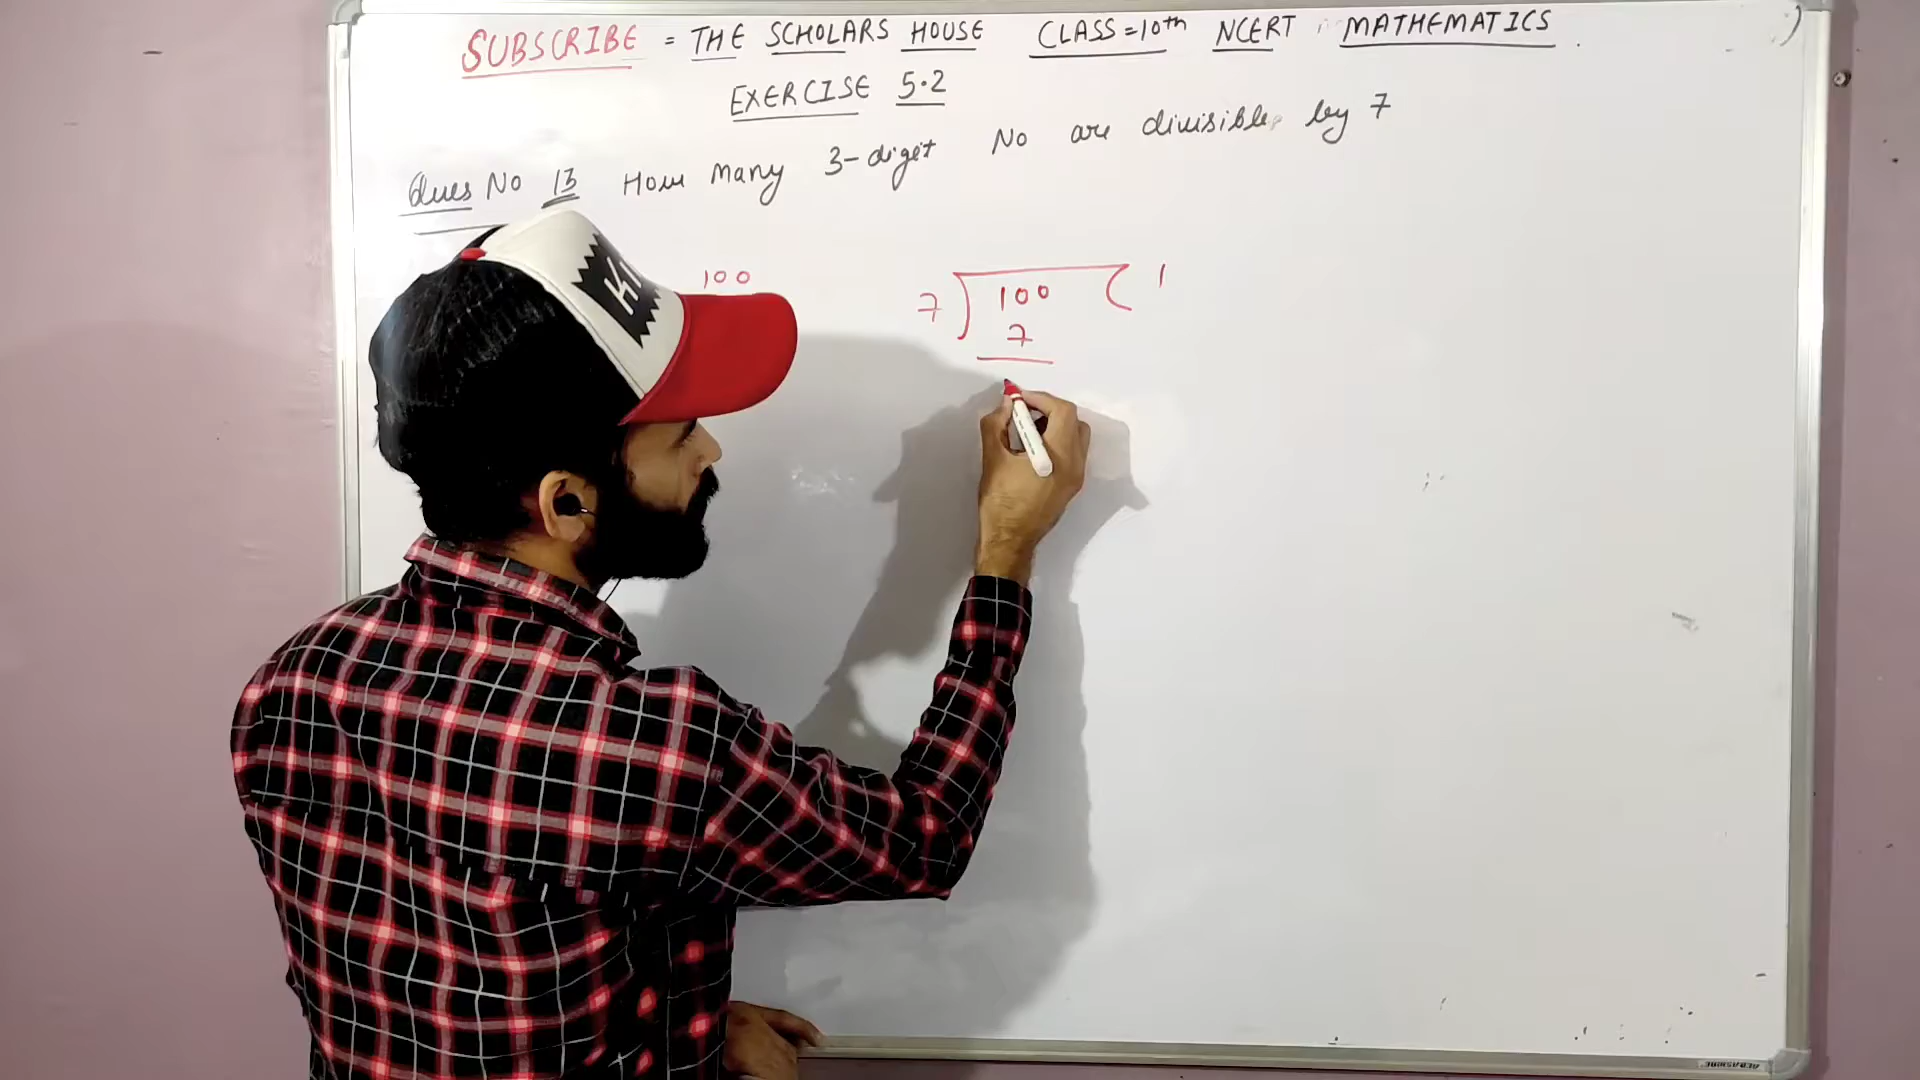 SUBSCRIBE = THE SCHOLARS HOUSE CLASS=10th NCERT MATHEMATICS
EXERCISE 5.2
Ques No 13 How many 3-digit No are divisible by 7
100
7 ) 100 ( 1
7